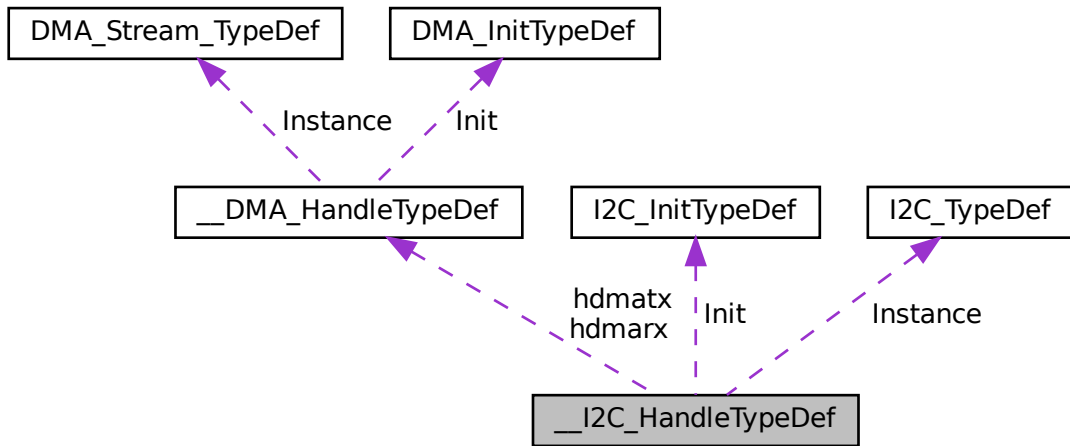 DMA_Stream_TypeDef
DMA_InitTypeDef
Instance
Init
__DMA_HandleTypeDef
I2C_InitTypeDef
I2C_TypeDef
hdmatx
hdmarx
Init
Instance
__I2C_HandleTypeDef